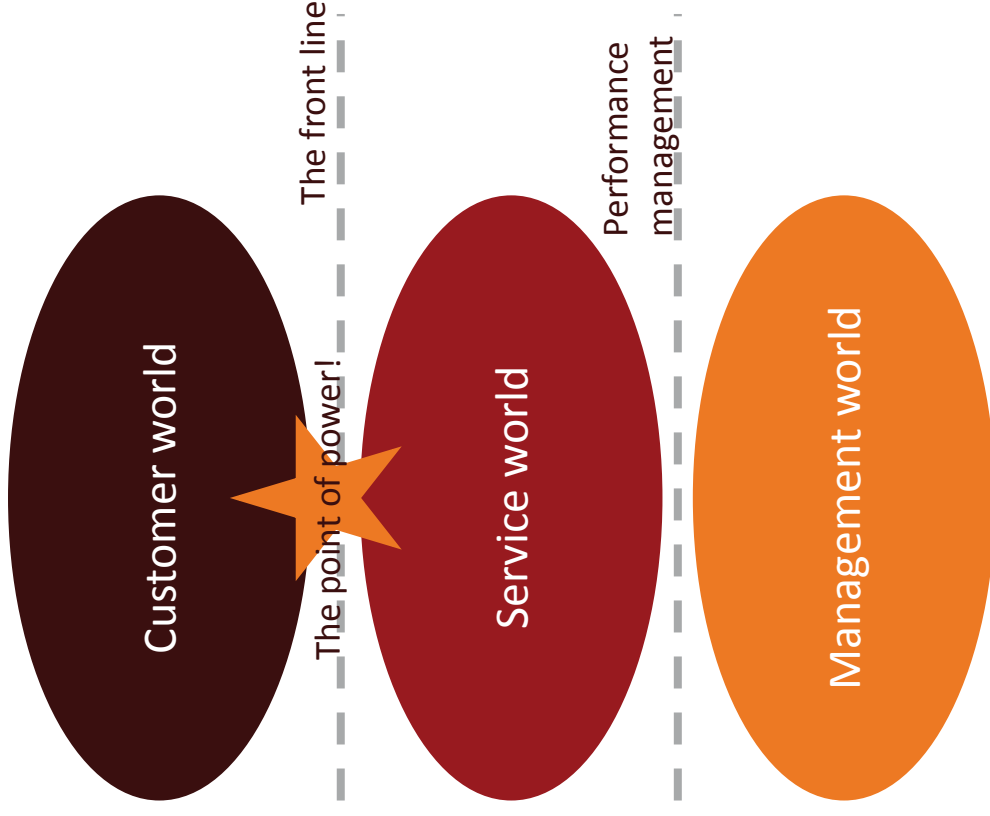 Customer world
The front line
The point of power!
Service world
Performance
management
Management world